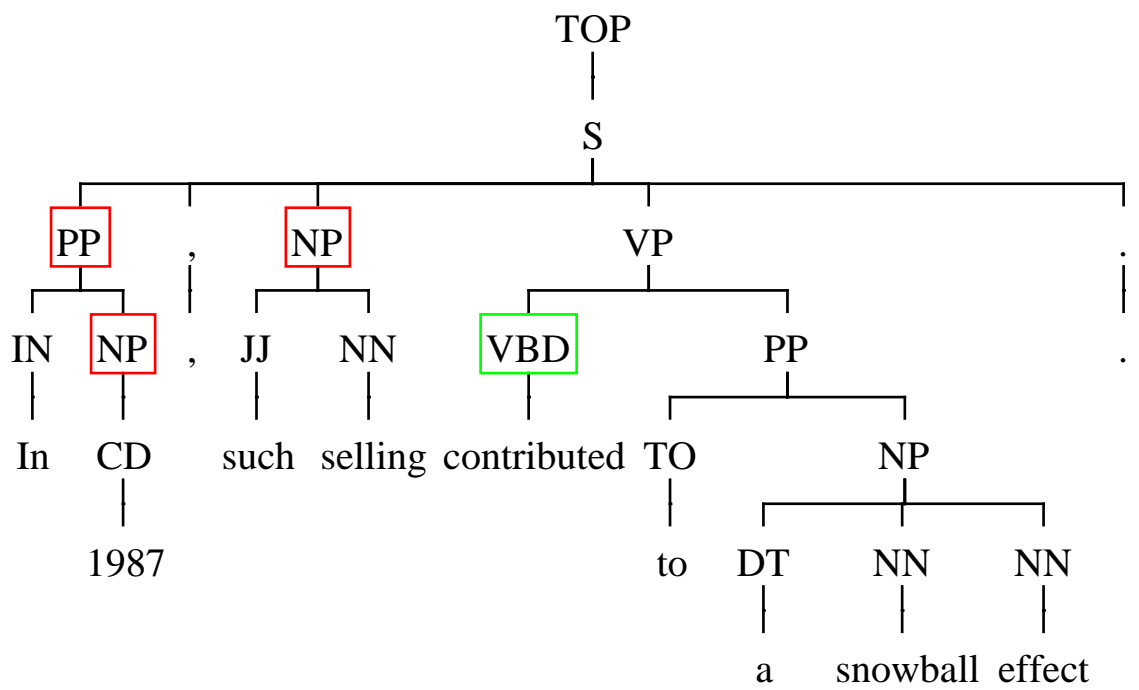 TOP
S
PP , NP VP .
IN NP , JJ NN VBD PP .
In CD such selling contributed TO NP
1987 to DT NN NN
a snowball effect